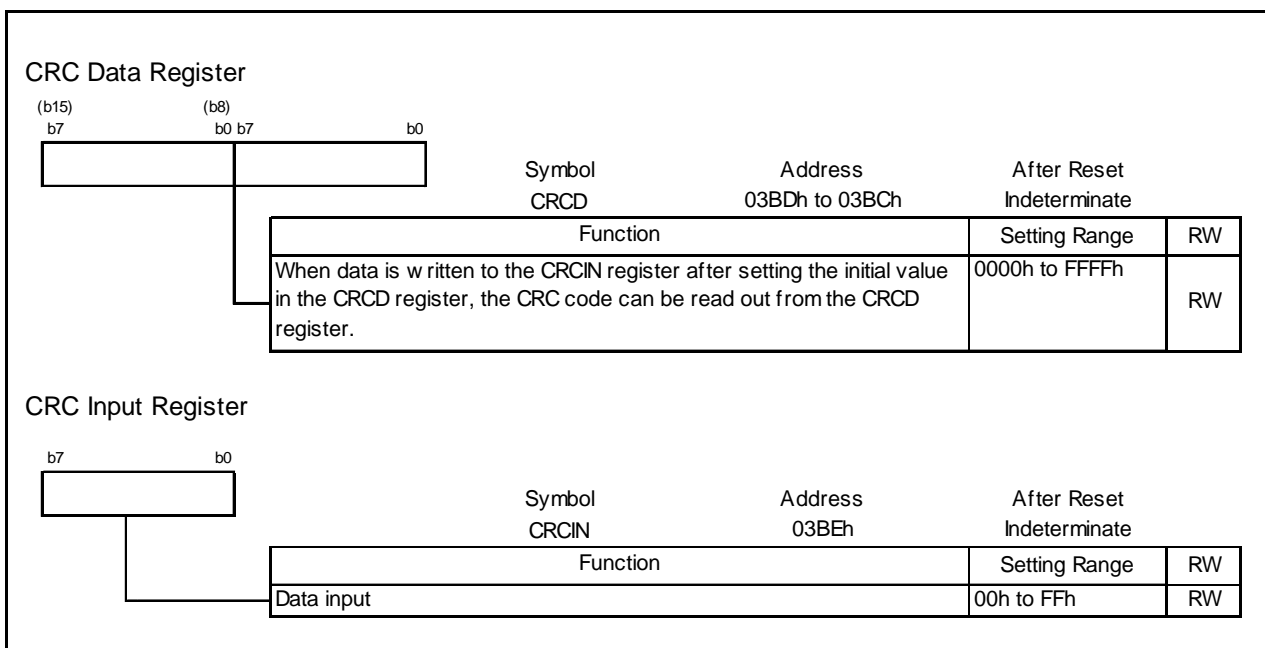 CRC Data Register
(b15) (b8)
b7 b0 b7 b0
Symbol Address After Reset
CRCD 03BDh to 03BCh Indeterminate
Function Setting Range RW
When data is w ritten to the CRCIN register after setting the initial value 0000h to FFFFh
in the CRCD register, the CRC code can be read out from the CRCD RW
register.
CRC Input Register
b7 b0
Symbol Address After Reset
CRCIN 03BEh Indeterminate
Function Setting Range RW
Data input 00h to FFh RW